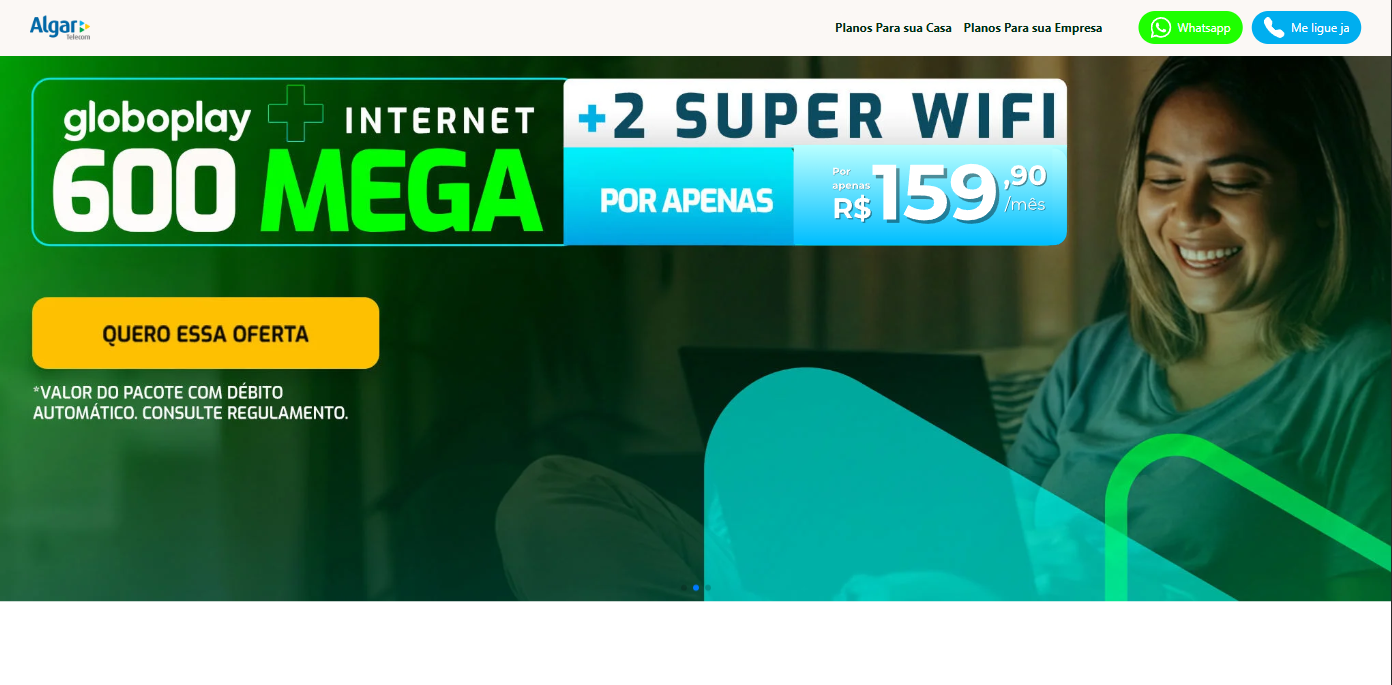 Algar
Telecom
Planos Para sua Casa
Planos Para sua Empresa
Whatsapp
Me ligue ja
globoplay + INTERNET
600 MEGA
+2 SUPER WIFI
POR APENAS
Por
apenas
R$159,90
/mês
QUERO ESSA OFERTA
*VALOR DO PACOTE COM DÉBITO
AUTOMÁTICO. CONSULTE REGULAMENTO.